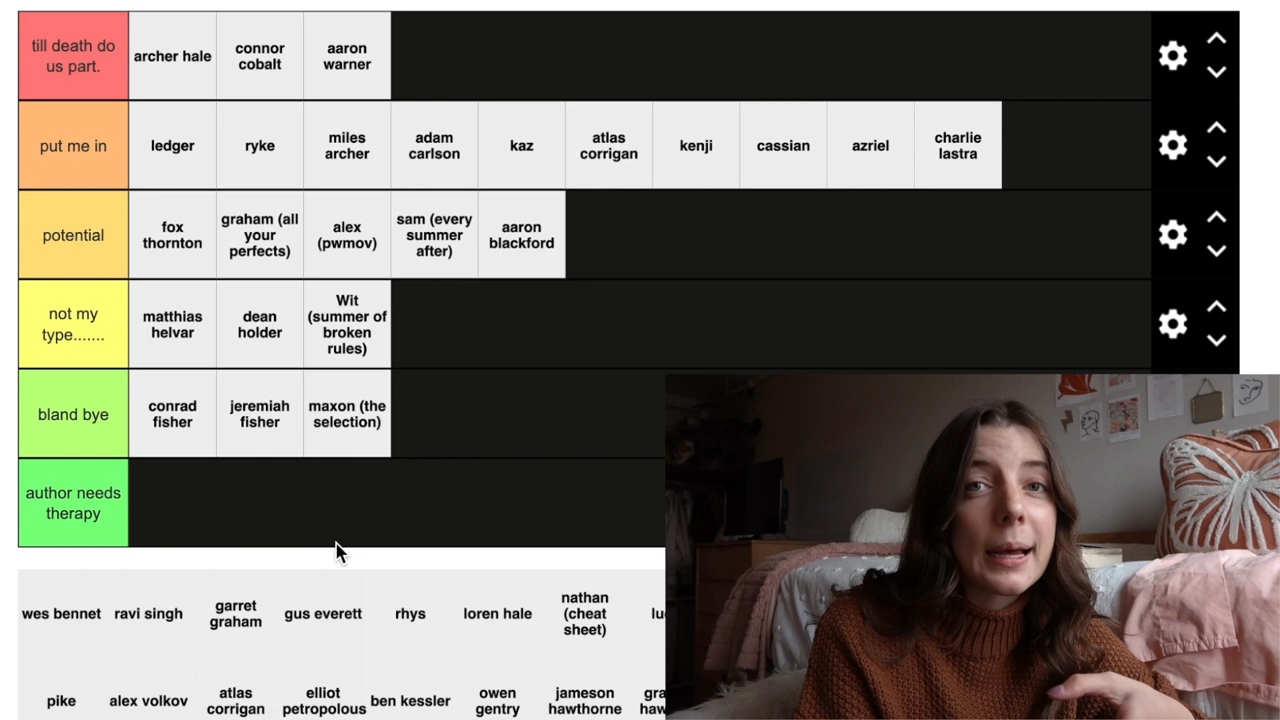 till death do
us part.
archer hale
connor
cobalt
aaron
warner
put me in
ledger
ryke
miles
archer
adam
carlson
kaz
atlas
corrigan
kenji
cassian
azriel
charlie
lastra
potential
fox
thornton
graham (all
your
perfects)
alex
(pwmov)
sam (every
summer
after)
aaron
blackford
not my
type.......
matthias
helvar
dean
holder
Wit
(summer of
broken
rules)
bland bye
conrad
fisher
jeremiah
fisher
maxon (the
selection)
author needs
therapy
wes bennet
ravi singh
garret
graham
gus everett
rhys
loren hale
nathan
(cheat
sheet)
pike
alex volkov
atlas
corrigan
elliot
petropolous
ben kessler
owen
gentry
jameson
hawthorne